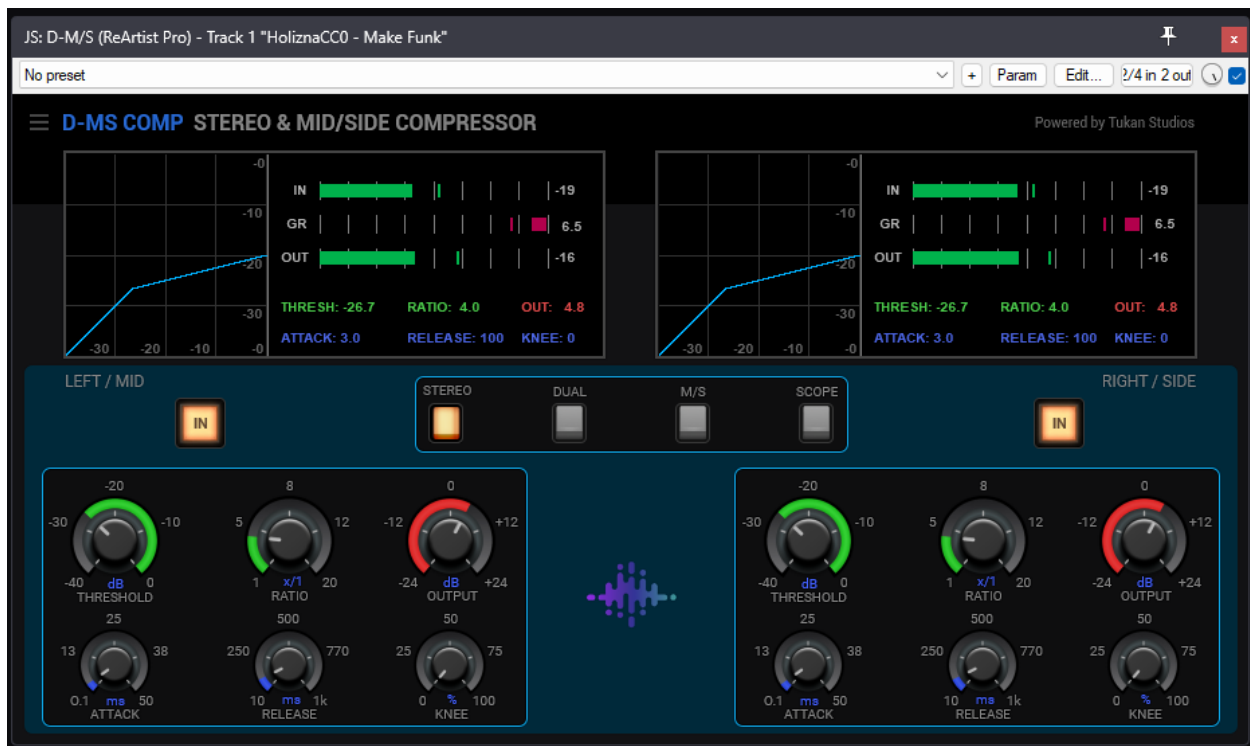 JS: D-M/S (ReArtist Pro) - Track 1 "HoliznaCC0 - Make Funk"
x
No preset
+ Param Edit... 2/4 in 2 out
D-MS COMP STEREO & MID/SIDE COMPRESSOR
Powered by Tukan Studios
-0
-10
-20
-30
-30 -20 -10 -0
IN -19
GR 6.5
OUT -16
THRESH: -26.7 RATIO: 4.0 OUT: 4.8
ATTACK: 3.0 RELEASE: 100 KNEE: 0
-0
-10
-20
-30
-30 -20 -10 -0
IN -19
GR 6.5
OUT -16
THRESH: -26.7 RATIO: 4.0 OUT: 4.8
ATTACK: 3.0 RELEASE: 100 KNEE: 0
LEFT / MID
IN
STEREO DUAL M/S SCOPE
RIGHT / SIDE
IN
-20 8 0
-30 -10 5 12 -12 +12
-40 dB 0 1 x/1 20 -24 dB +24
THRESHOLD RATIO OUTPUT
25 500 50
13 38 250 770 25 75
0.1 ms 50 10 ms 1k 0 % 100
ATTACK RELEASE KNEE
-20 8 0
-30 -10 5 12 -12 +12
-40 dB 0 1 x/1 20 -24 dB +24
THRESHOLD RATIO OUTPUT
25 500 50
13 38 250 770 25 75
0.1 ms 50 10 ms 1k 0 % 100
ATTACK RELEASE KNEE